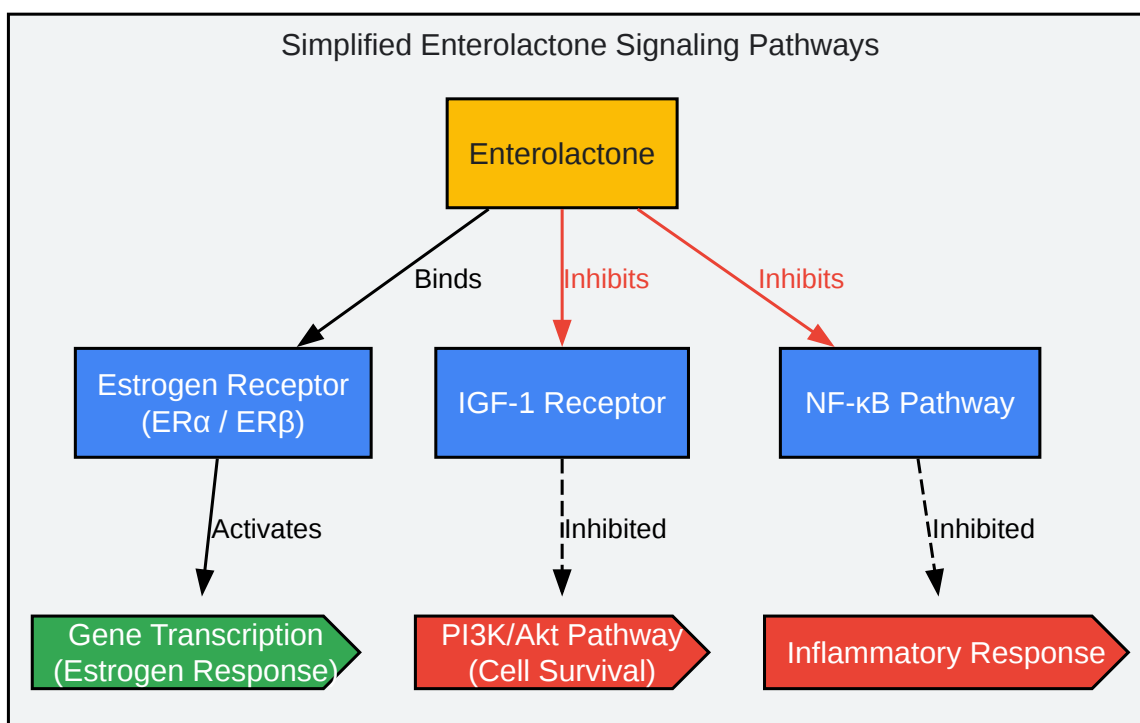 Simplified Enterolactone Signaling Pathways
Enterolactone
Binds
Inhibits
Inhibits
Estrogen Receptor
(ERα / ERβ)
IGF-1 Receptor
NF-κB Pathway
Activates
Inhibited
Inhibited
Gene Transcription
(Estrogen Response)
PI3K/Akt Pathway
(Cell Survival)
Inflammatory Response